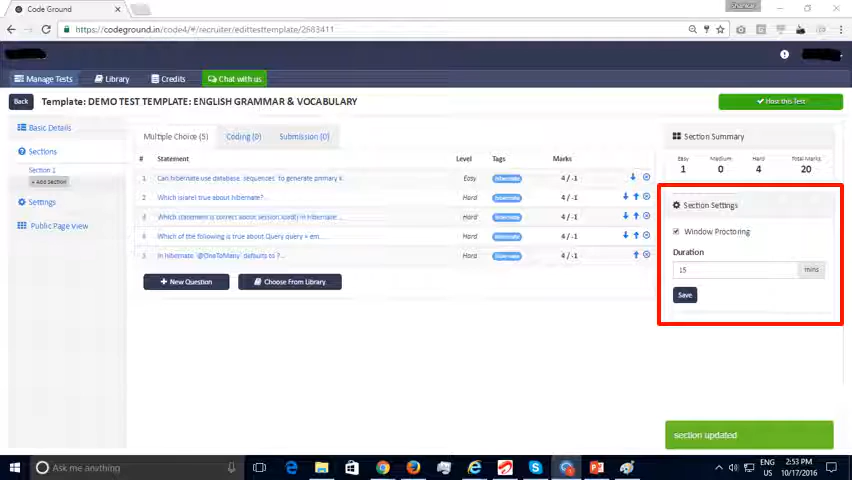 Code Ground
Shankar
https://codeground.in/code4/#/recruiter/edittesttemplate/2683411
Manage Tests
Library
Credits
Chat with us
Back
Template: DEMO TEST TEMPLATE: ENGLISH GRAMMAR & VOCABULARY
Host this Test
Basic Details
Sections
Section 1
+ Add Section
Settings
Public Page view
Multiple Choice (5) Coding (0) Submission (0)
# Statement Level Tags Marks
1 Can hibernate use database 'sequences' to generate primary k... Easy hibernate 4 / -1
2 Which is(are) true about hibernate?... Hard hibernate 4 / -1
3 Which statement is correct about session.load() in Hibernate... Hard hibernate 4 / -1
4 Which of the following is true about Query query = em.... Hard hibernate 4 / -1
5 In hibernate '@OneToMany' defaults to ?... Hard hibernate 4 / -1
+ New Question
Choose From Library
Section Summary
Easy Medium Hard Total Marks
1 0 4 20
Section Settings
Window Proctoring
Duration
15 mins
Save
section updated
Ask me anything
ENG 2:53 PM
US 10/17/2016